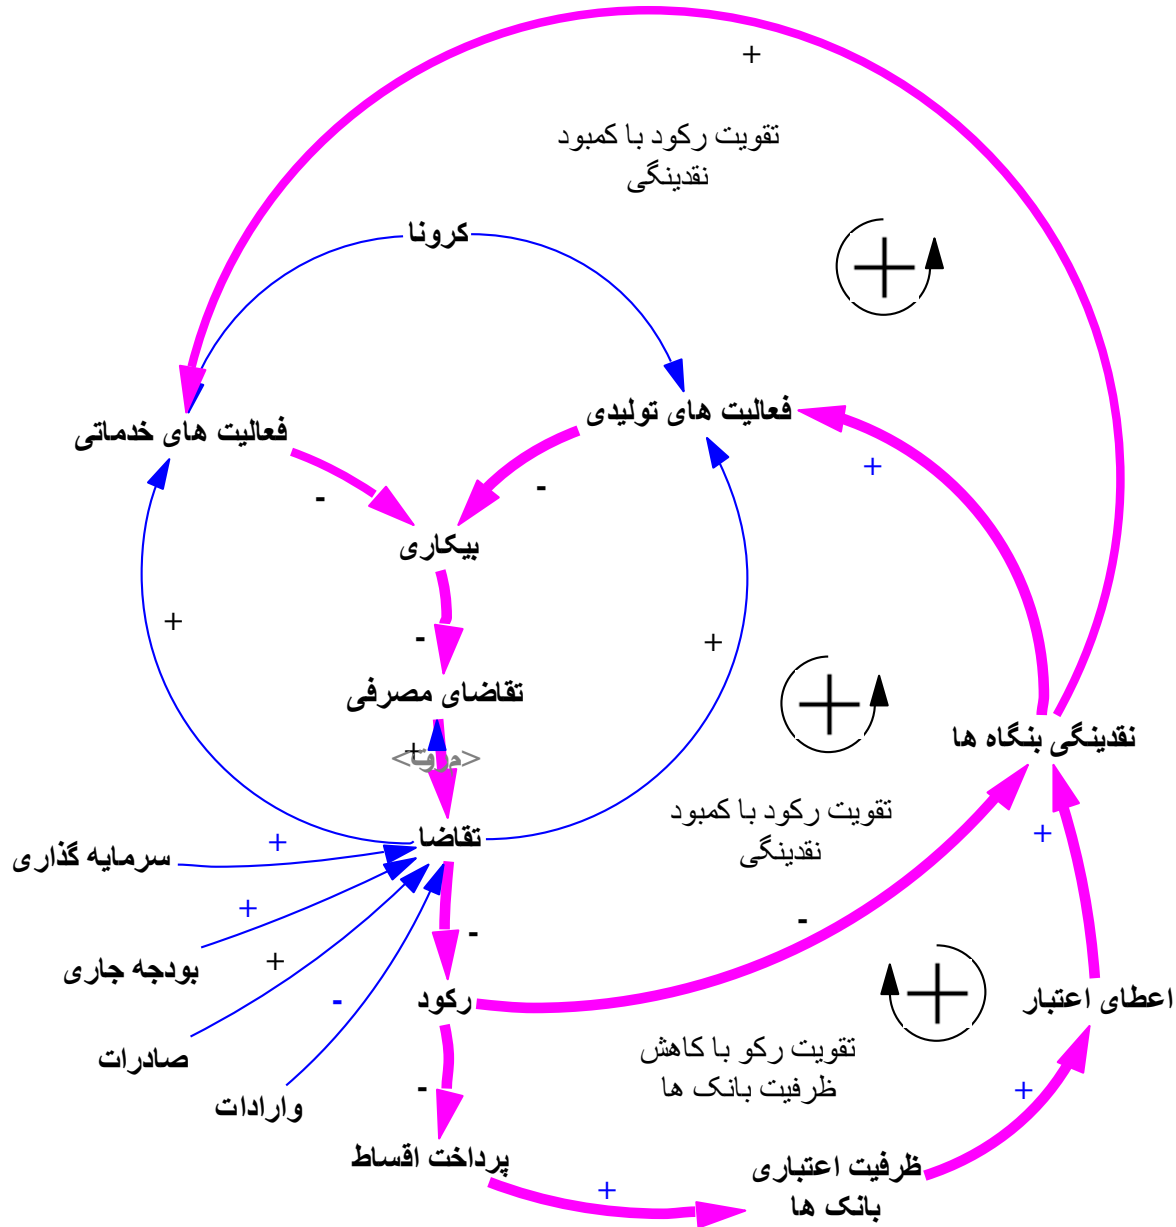 +
تقویت رکود با کمبود
نقدینگی
کرونا
فعالیت های تولیدی
فعالیت های خدماتی
+
-
-
بیکاری
+
-
+
تقاضای مصرفی
نقدینگی بنگاه ها
+
تقویت رکود با کمبود
نقدینگی
تقاضا
+
+
سرمایه گذاری
+
-
-
بودجه جاری
+
-
رکود
اعطای اعتبار
صادرات
تقویت رکو با کاهش
ظرفیت بانک ها
-
+
وارادات
پرداخت اقساط
ظرفیت اعتباری
بانک ها
+